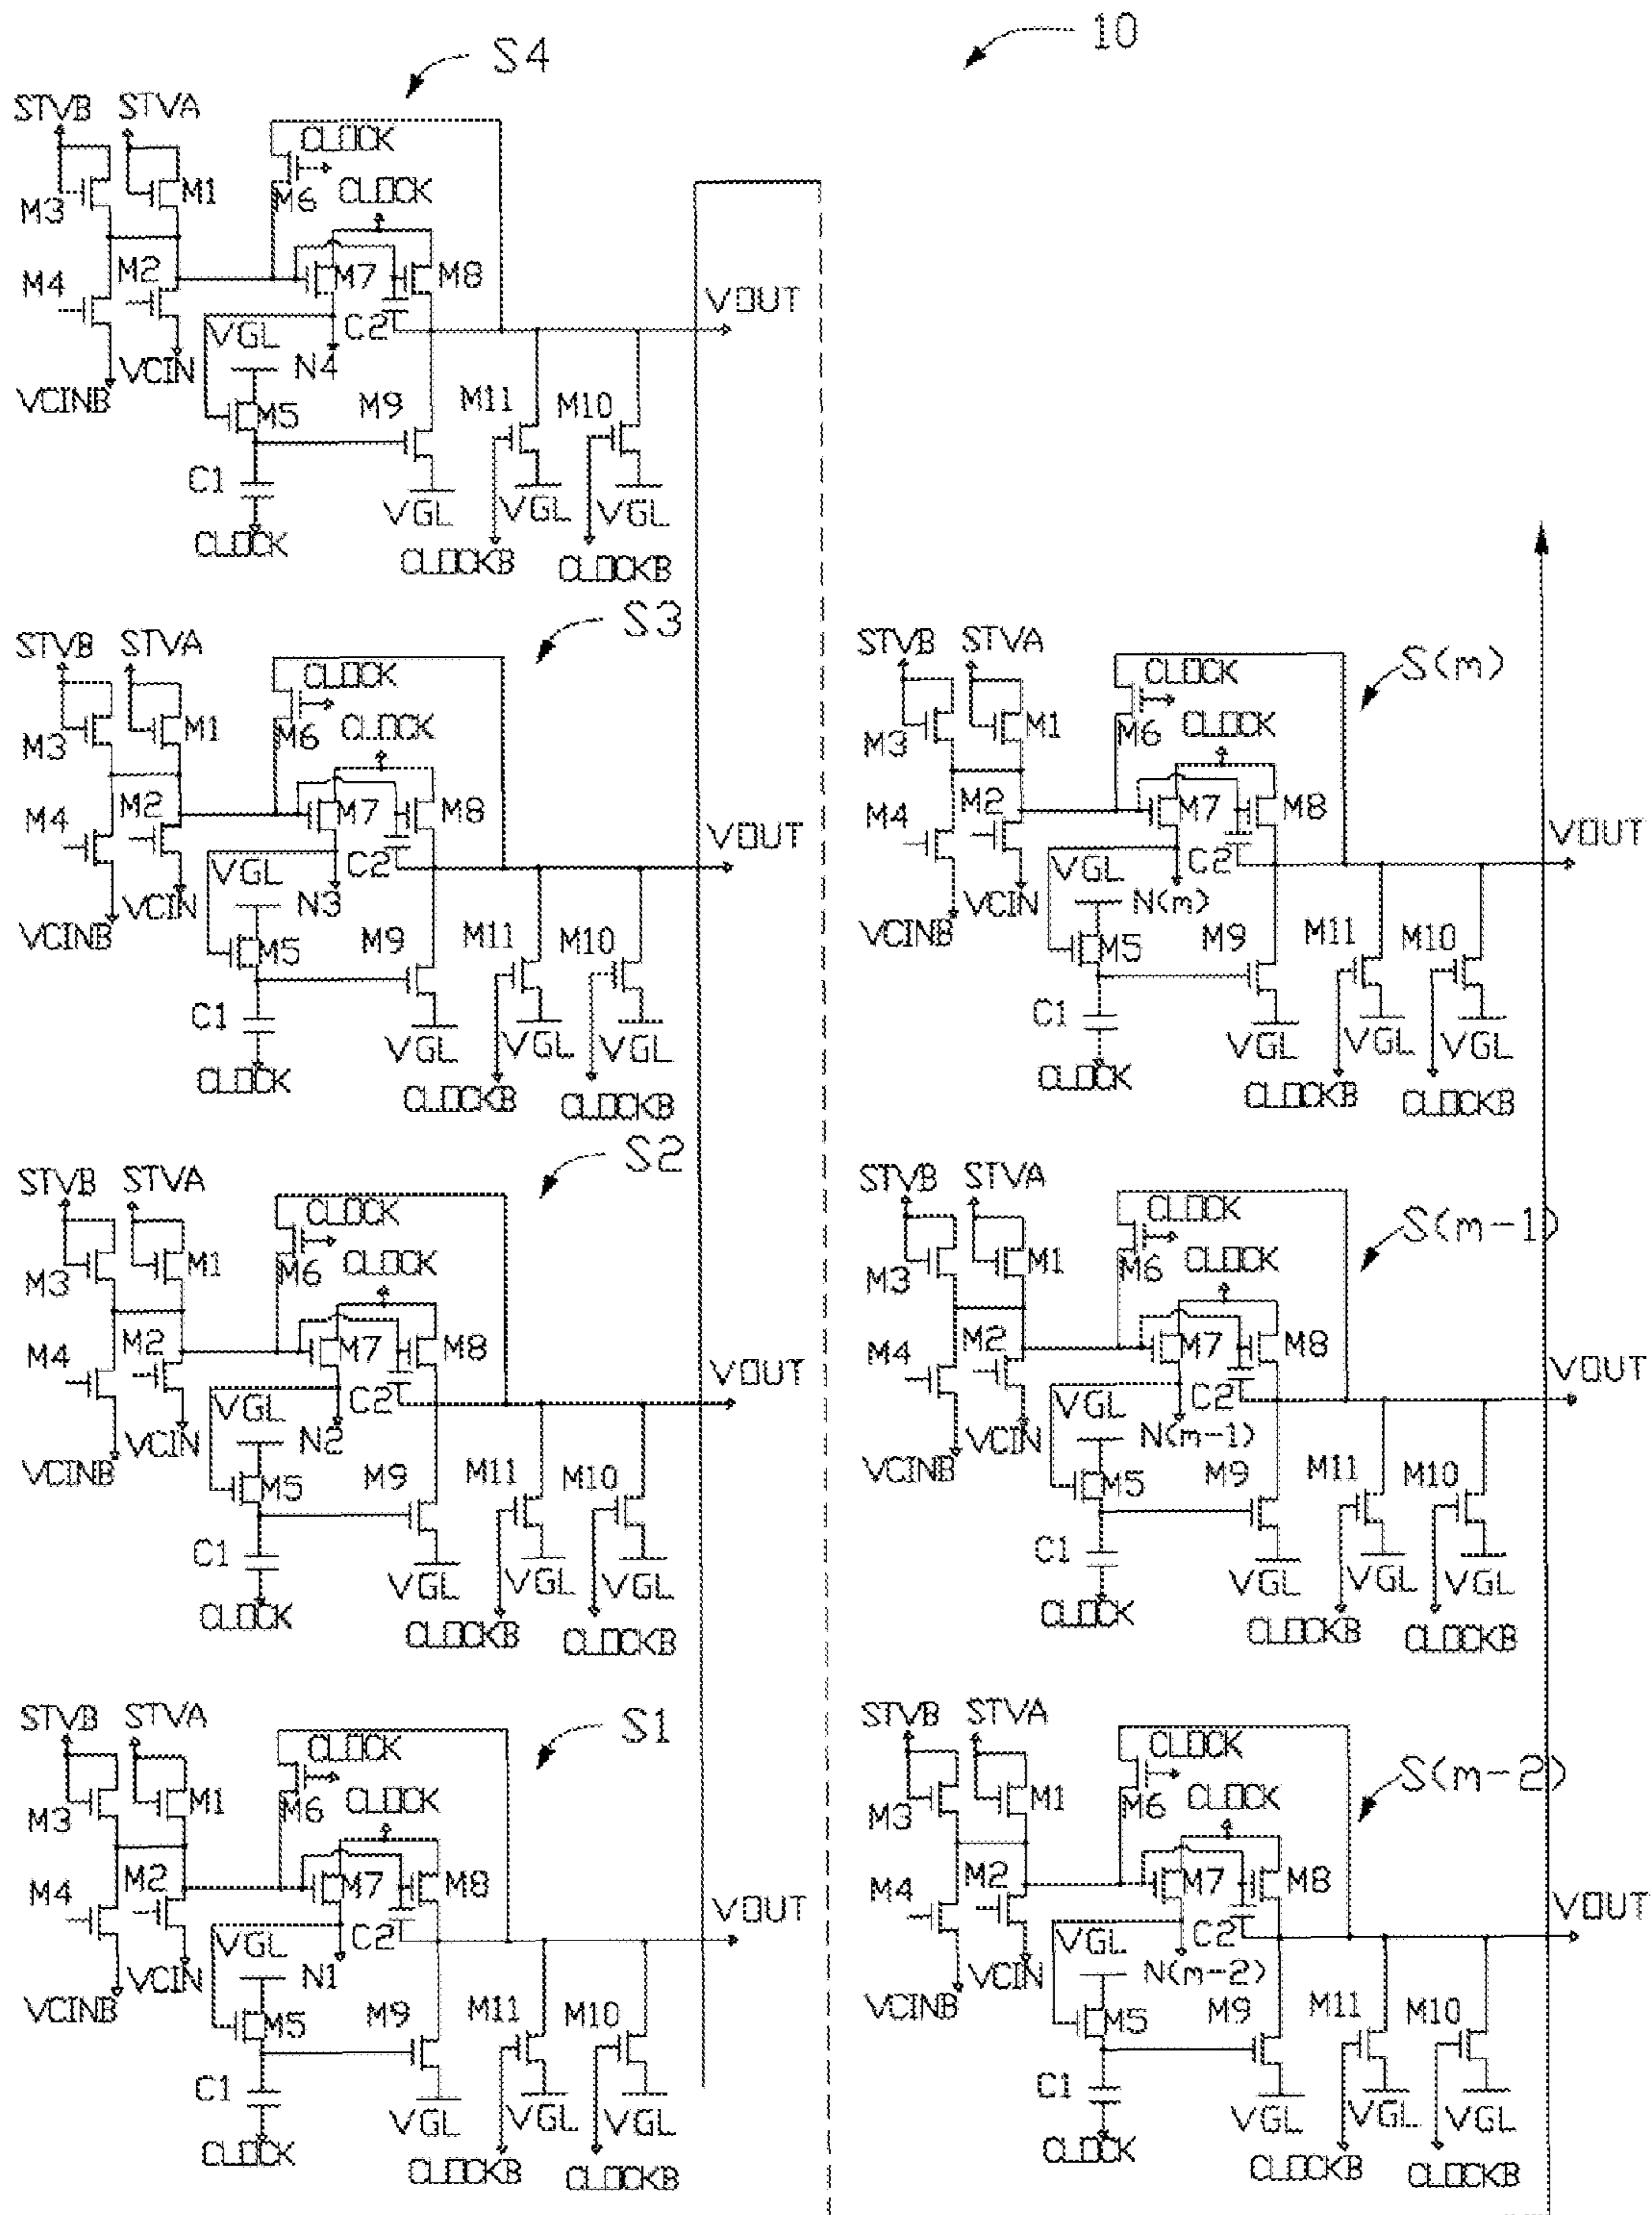 10
S4
STVB STVA
CLOCK
M3 M1
M6 CLOCK
M4 M2 M7 M8
VOUT
VGL C2
N4
VCINB VCIN
M5 M9 M11 M10
C1
VGL VGL VGL
CLOCK CLOCKB CLOCKB
S3
STVB STVA
CLOCK
M3 M1
M6 CLOCK
M4 M2 M7 M8
VOUT
VGL C2
N3
VCINB VCIN
M5 M9 M11 M10
C1
VGL VGL VGL
CLOCK CLOCKB CLOCKB
S2
STVB STVA
CLOCK
M3 M1
M6 CLOCK
M4 M2 M7 M8
VOUT
VGL C2
N2
VCINB VCIN
M5 M9 M11 M10
C1
VGL VGL VGL
CLOCK CLOCKB CLOCKB
S1
STVB STVA
CLOCK
M3 M1
M6 CLOCK
M4 M2 M7 M8
VOUT
VGL C2
N1
VCINB VCIN
M5 M9 M11 M10
C1
VGL VGL VGL
CLOCK CLOCKB CLOCKB
S(m)
STVB STVA
CLOCK
M3 M1
M6 CLOCK
M4 M2 M7 M8
VOUT
VGL C2
N(m)
VCINB VCIN
M5 M9 M11 M10
C1
VGL VGL VGL
CLOCK CLOCKB CLOCKB
S(m-1)
STVB STVA
CLOCK
M3 M1
M6 CLOCK
M4 M2 M7 M8
VOUT
VGL C2
N(m-1)
VCINB VCIN
M5 M9 M11 M10
C1
VGL VGL VGL
CLOCK CLOCKB CLOCKB
S(m-2)
STVB STVA
CLOCK
M3 M1
M6 CLOCK
M4 M2 M7 M8
VOUT
VGL C2
N(m-2)
VCINB VCIN
M5 M9 M11 M10
C1
VGL VGL VGL
CLOCK CLOCKB CLOCKB